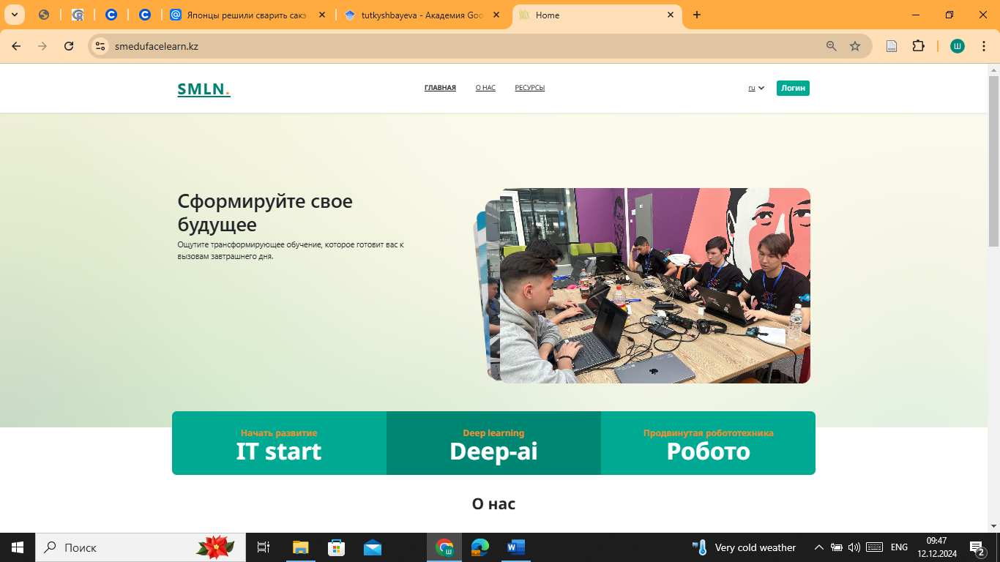 Японцы решили сварить сакэ
tutkyshbayeva - Академия Goo
Home
smedufacelearn.kz
Ш
SMLN.
ГЛАВНАЯ
О НАС
РЕСУРСЫ
ru
Логин
Сформируйте свое
будущее
Ощутите трансформирующее обучение, которое готовит вас к
вызовам завтрашнего дня.
Начать развитие
IT start
Deep learning
Deep-ai
Продвинутая робототехника
Робото
О нас
Поиск
Very cold weather
ENG
09:47
12.12.2024
2